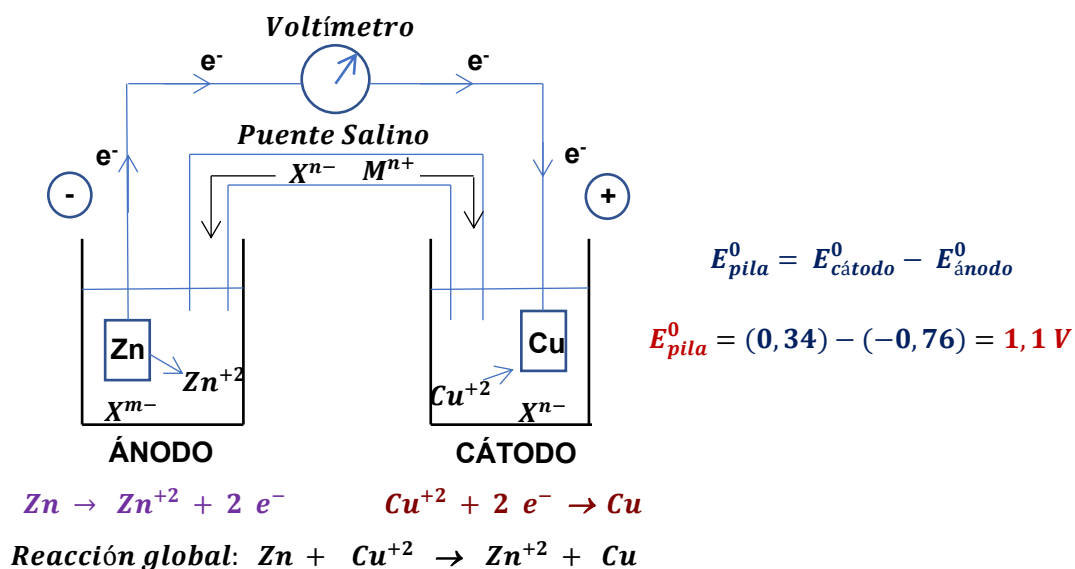 Voltímetro
e⁻ e⁻
Puente Salino
e⁻ Xⁿ⁻ Mⁿ⁺ e⁻
- +
E⁰pila = E⁰cátodo − E⁰ánodo
Zn Cu
E⁰pila = (0,34) − (−0,76) = 1,1 V
Zn⁺² Cu⁺²
Xᵐ⁻ Xⁿ⁻
ÁNODO CÁTODO
Zn → Zn⁺² + 2 e⁻ Cu⁺² + 2 e⁻ → Cu
Reacción global: Zn + Cu⁺² → Zn⁺² + Cu